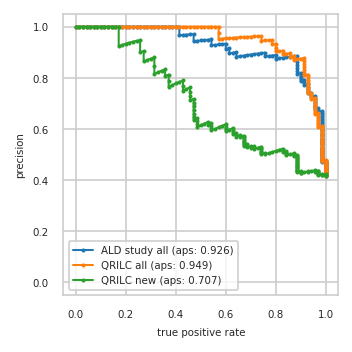 1.0
0.8
0.6
0.4
0.2
0.0
precision
ALD study all (aps: 0.926)
QRILC all (aps: 0.949)
QRILC new (aps: 0.707)
0.0 0.2 0.4 0.6 0.8 1.0
true positive rate